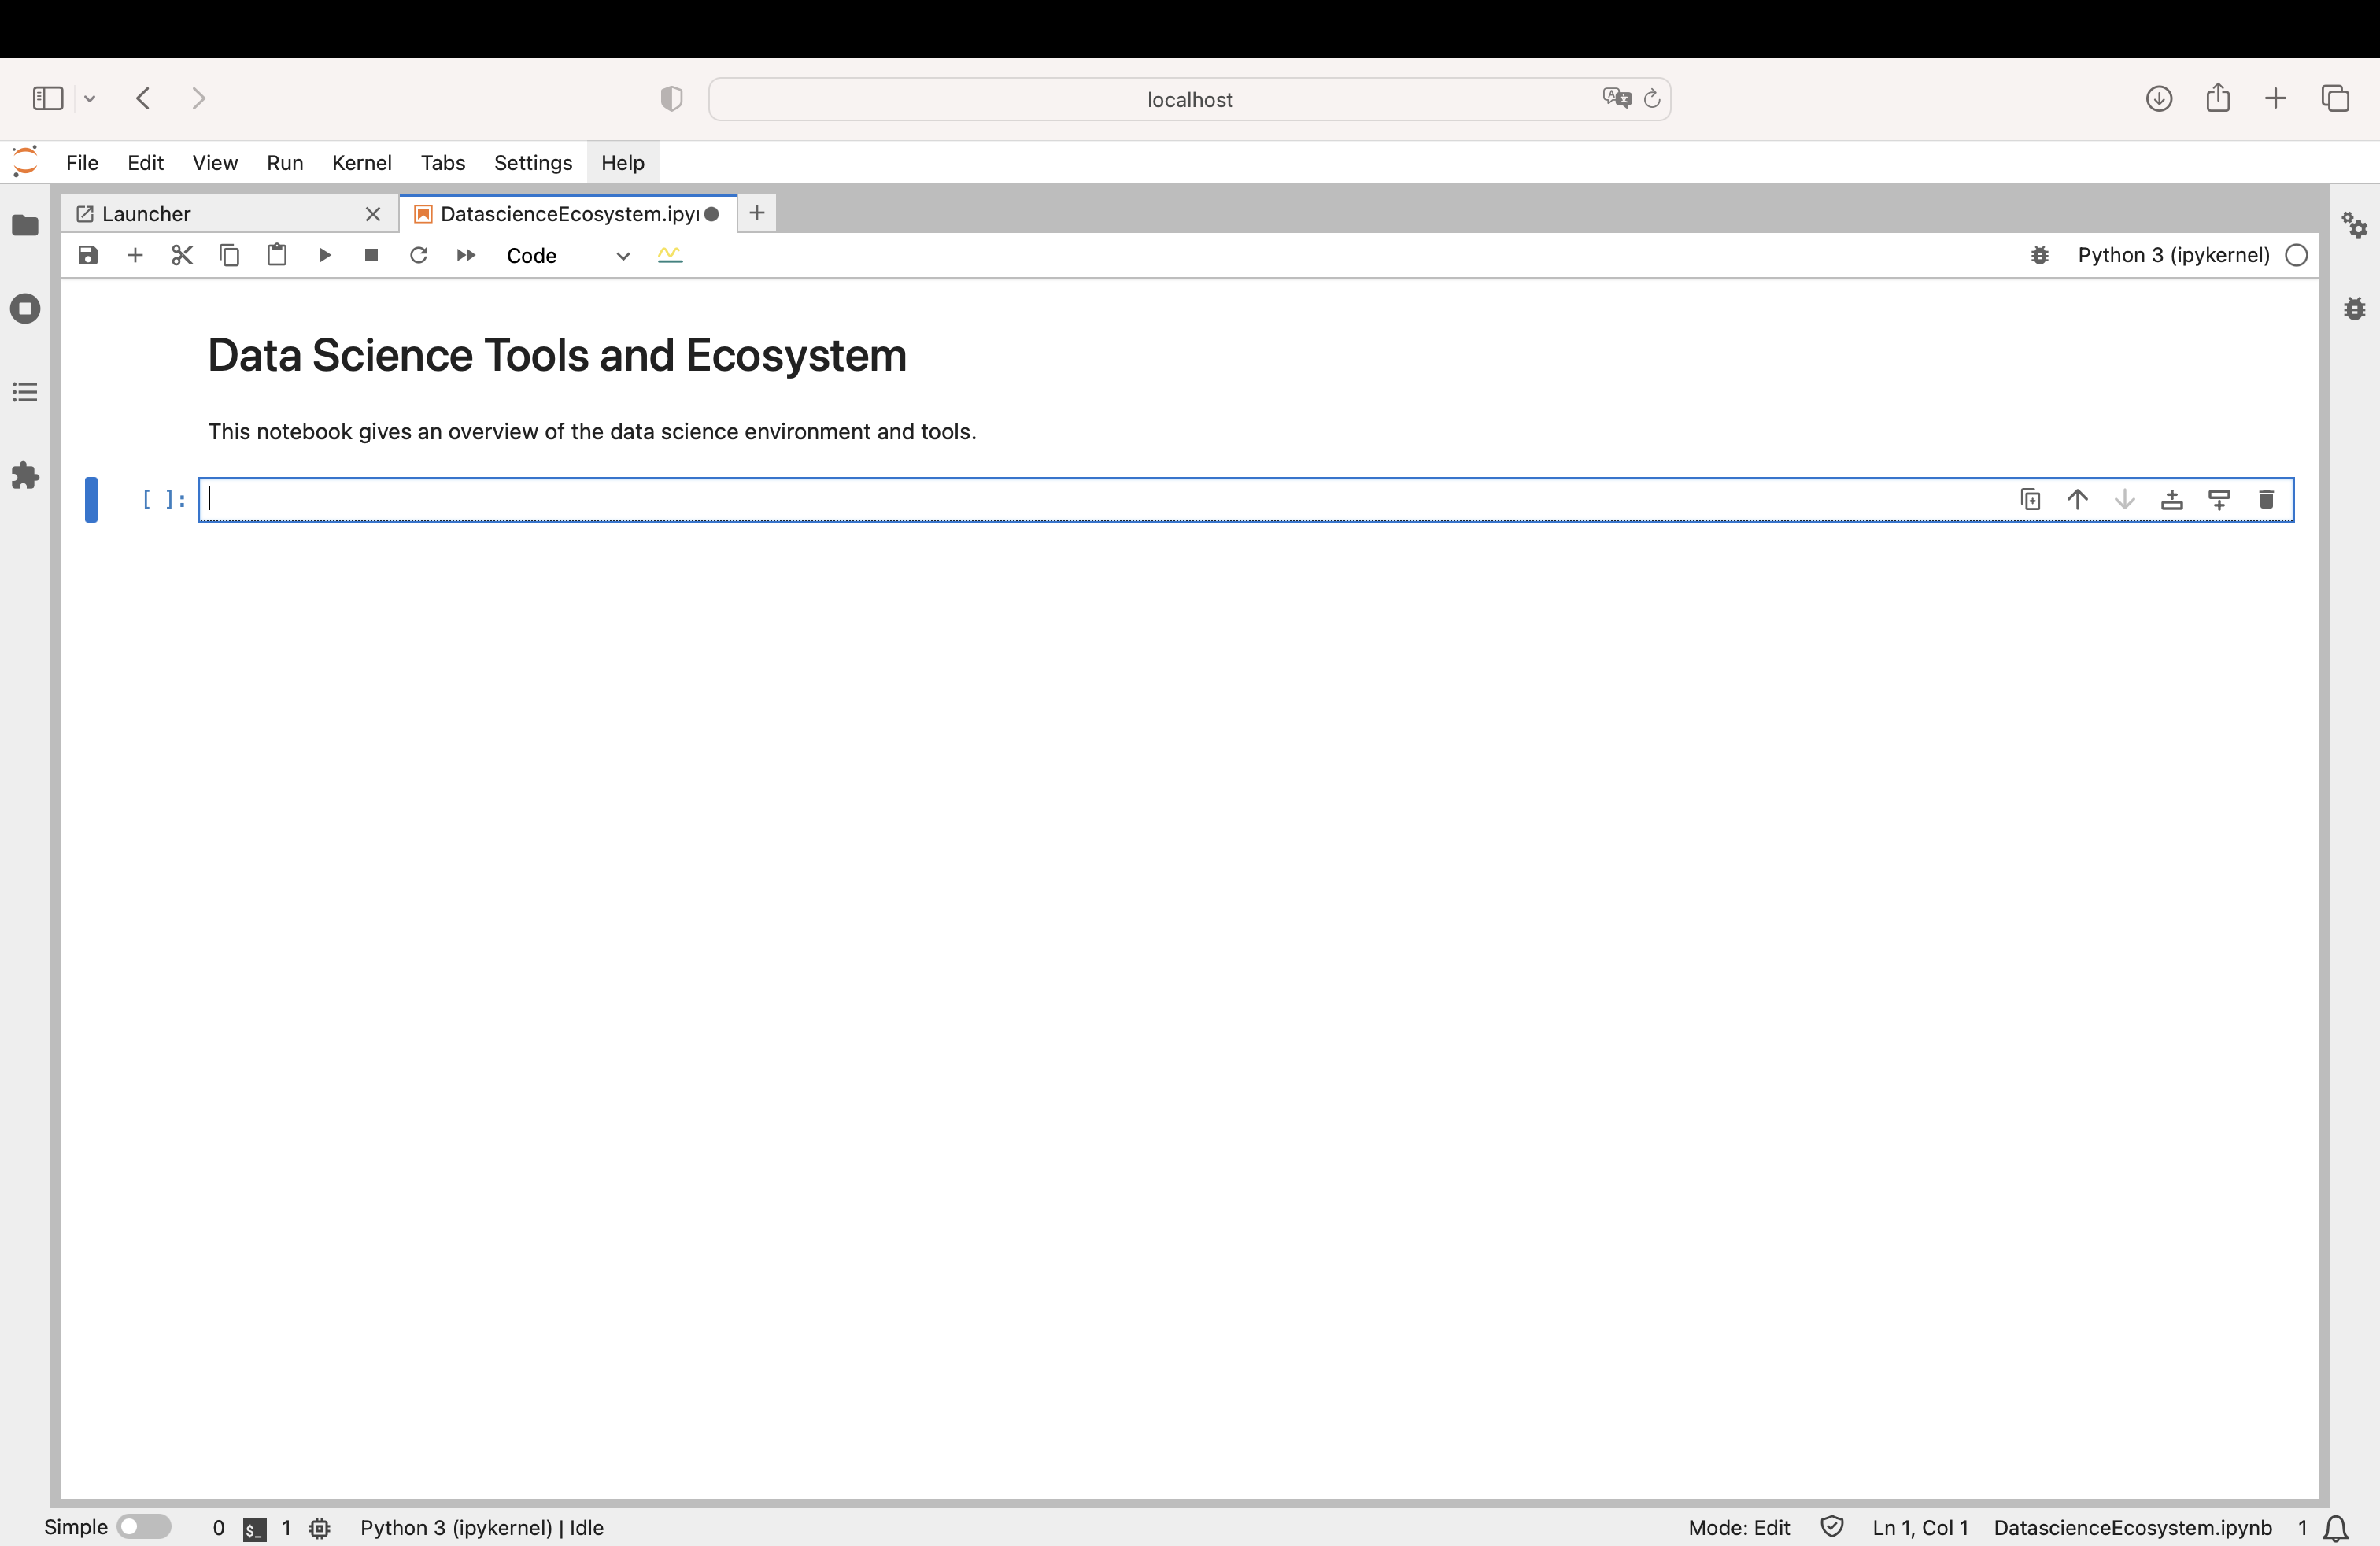 localhost
File Edit View Run Kernel Tabs Settings Help
Launcher DatascienceEcosystem.ipyn
Code Python 3 (ipykernel)
Data Science Tools and Ecosystem
This notebook gives an overview of the data science environment and tools.
[ ]:
Simple 0 $_ 1 Python 3 (ipykernel) | Idle Mode: Edit Ln 1, Col 1 DatascienceEcosystem.ipynb 1